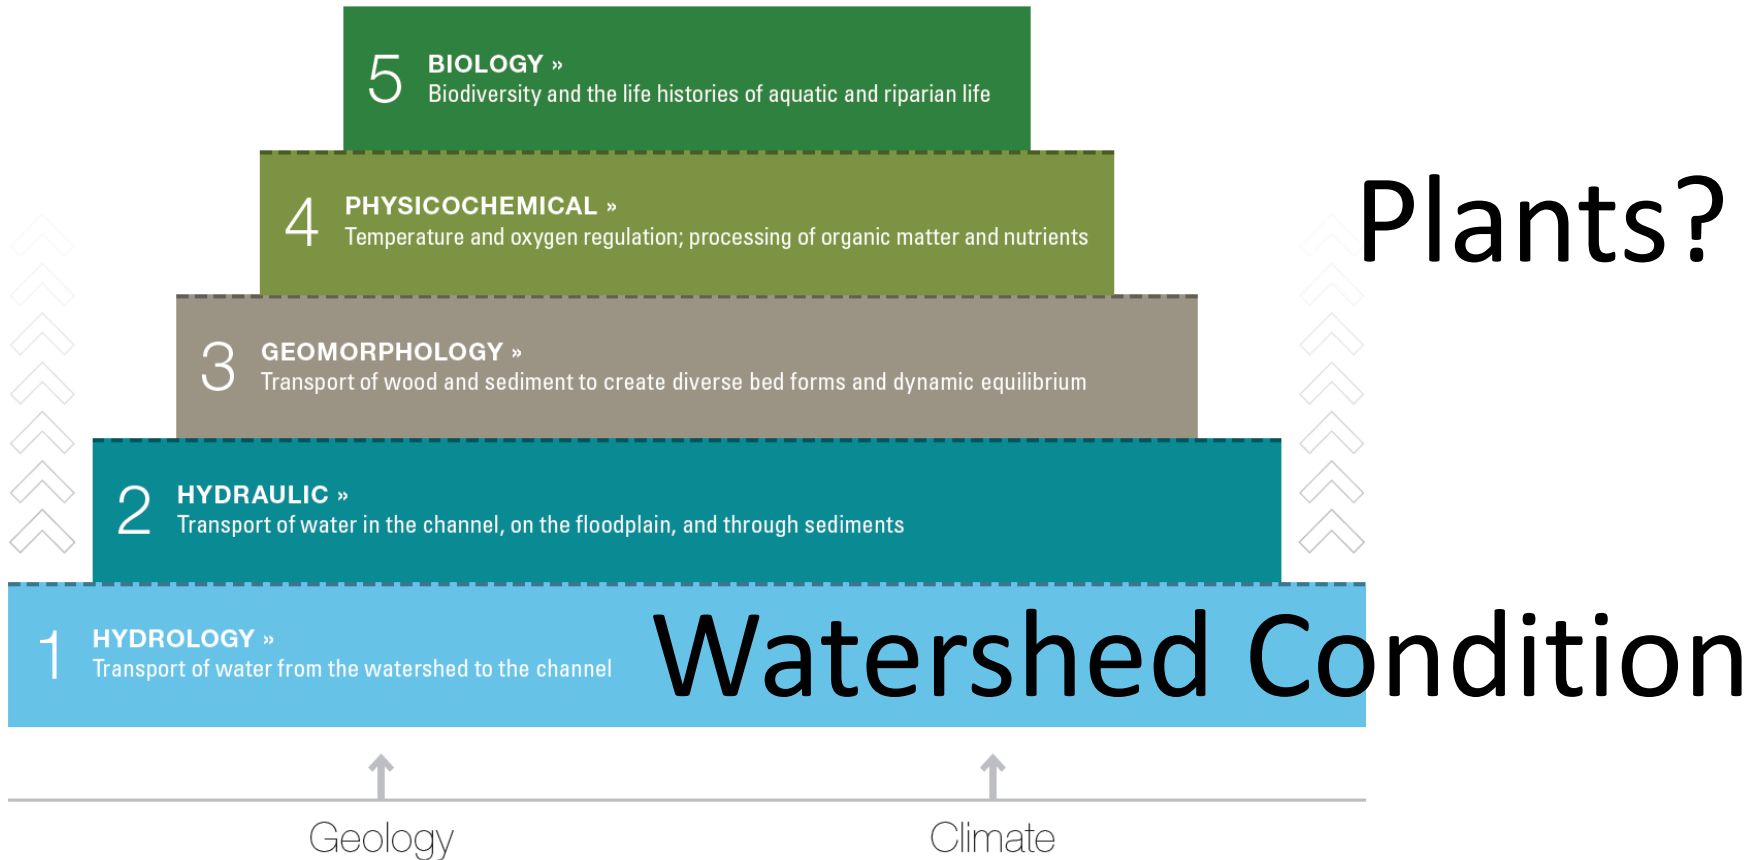 5
BIOLOGY »
Biodiversity and the life histories of aquatic and riparian life
4
PHYSICOCHEMICAL »
Temperature and oxygen regulation; processing of organic matter and nutrients
Plants?
3
GEOMORPHOLOGY »
Transport of wood and sediment to create diverse bed forms and dynamic equilibrium
2
HYDRAULIC »
Transport of water in the channel, on the floodplain, and through sediments
1
HYDROLOGY »
Transport of water from the watershed to the channel
Watershed Condition
Geology
Climate